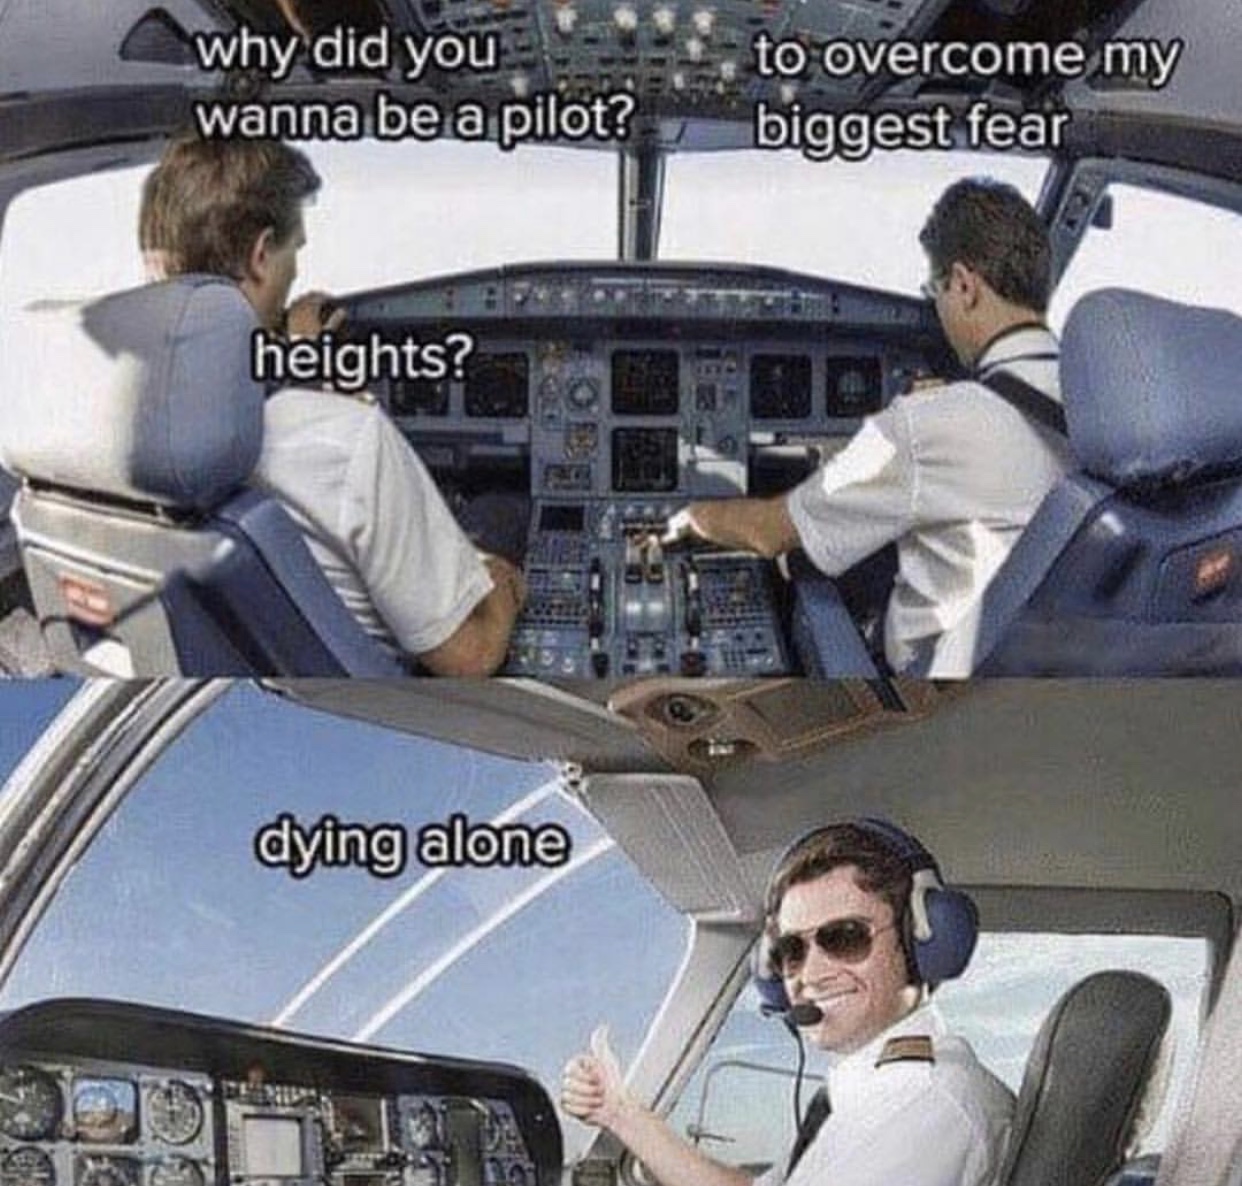 why did you
wanna be a pilot?
to overcome my
biggest fear
heights?
dying alone